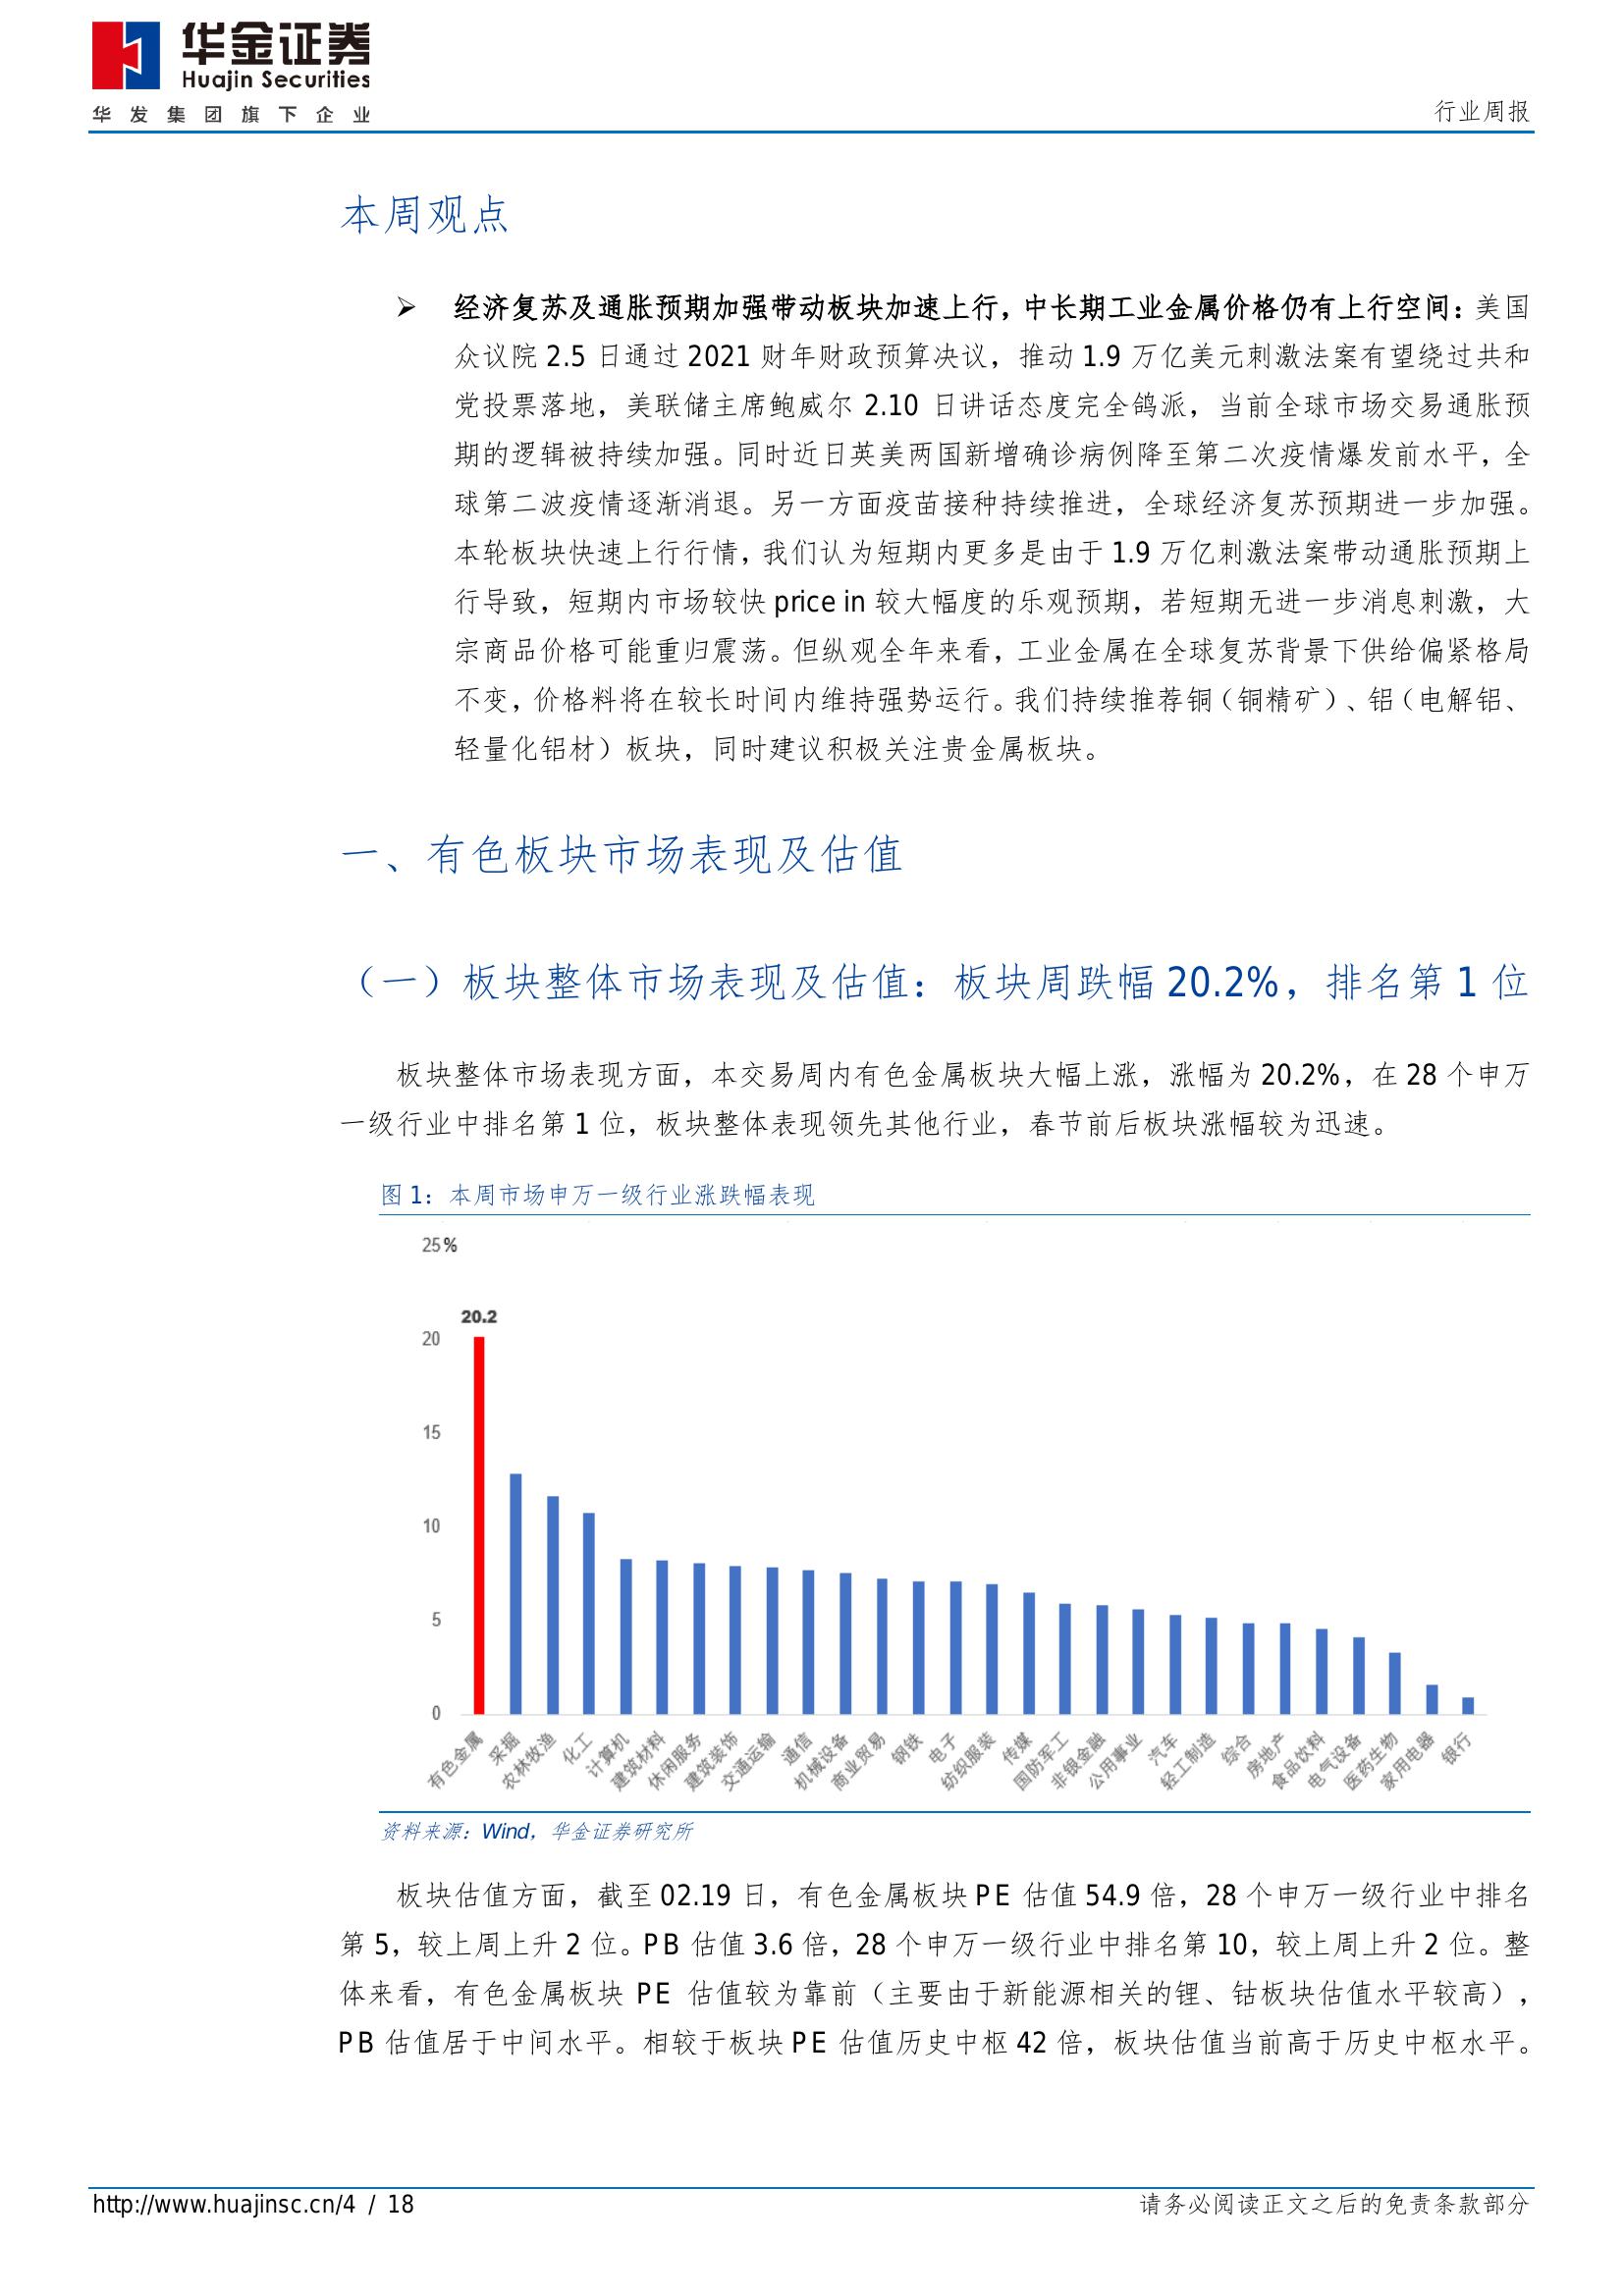 华金证券
Huajin Securities
华发集团旗下企业
行业周报
本周观点
➢ 经济复苏及通胀预期加强带动板块加速上行，中长期工业金属价格仍有上行空间：美国
众议院 2.5 日通过 2021 财年财政预算决议，推动 1.9 万亿美元刺激法案有望绕过共和
党投票落地，美联储主席鲍威尔 2.10 日讲话态度完全鸽派，当前全球市场交易通胀预
期的逻辑被持续加强。同时近日英美两国新增确诊病例降至第二次疫情爆发前水平，全
球第二波疫情逐渐消退。另一方面疫苗接种持续推进，全球经济复苏预期进一步加强。
本轮板块快速上行行情，我们认为短期内更多是由于 1.9 万亿刺激法案带动通胀预期上
行导致，短期内市场较快 price in 较大幅度的乐观预期，若短期无进一步消息刺激，大
宗商品价格可能重归震荡。但纵观全年来看，工业金属在全球复苏背景下供给偏紧格局
不变，价格料将在较长时间内维持强势运行。我们持续推荐铜（铜精矿）、铝（电解铝、
轻量化铝材）板块，同时建议积极关注贵金属板块。
一、有色板块市场表现及估值
（一）板块整体市场表现及估值：板块周跌幅 20.2%，排名第 1 位
板块整体市场表现方面，本交易周内有色金属板块大幅上涨，涨幅为 20.2%，在 28 个申万
一级行业中排名第 1 位，板块整体表现领先其他行业，春节前后板块涨幅较为迅速。
图 1：本周市场申万一级行业涨跌幅表现
25%
20.2
20
15
10
5
0
有色金属
采掘
农林牧渔
化工
计算机
建筑材料
休闲服务
建筑装饰
交通运输
通信
机械设备
商业贸易
钢铁
电子
纺织服装
传媒
国防军工
非银金融
公用事业
汽车
轻工制造
综合
房地产
食品饮料
电气设备
医药生物
家用电器
银行
资料来源：Wind，华金证券研究所
板块估值方面，截至 02.19 日，有色金属板块 PE 估值 54.9 倍，28 个申万一级行业中排名
第 5，较上周上升 2 位。PB 估值 3.6 倍，28 个申万一级行业中排名第 10，较上周上升 2 位。整
体来看，有色金属板块 PE 估值较为靠前（主要由于新能源相关的锂、钴板块估值水平较高），
PB 估值居于中间水平。相较于板块 PE 估值历史中枢 42 倍，板块估值当前高于历史中枢水平。
http://www.huajinsc.cn/4 / 18
请务必阅读正文之后的免责条款部分